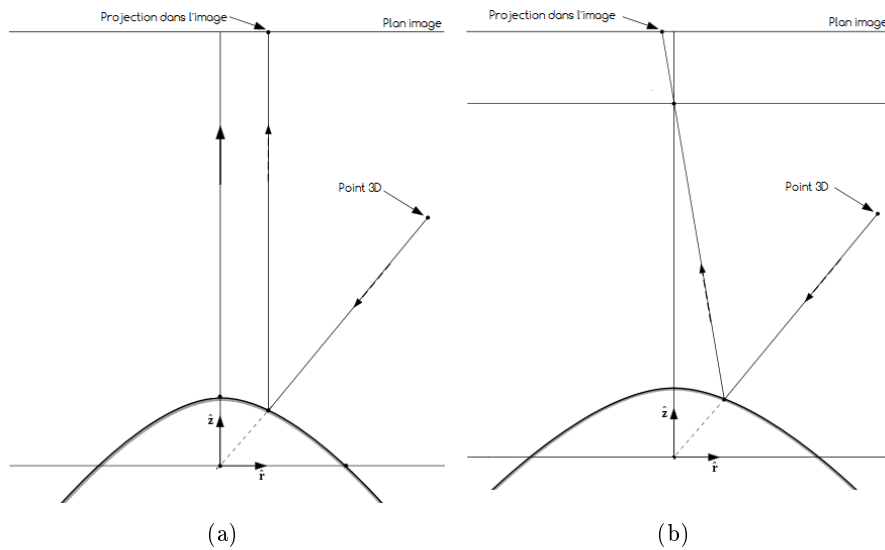 Projection dans l'image
Plan image
Point 3D
ẑ
r̂
(a)
Projection dans l'image
Plan image
Point 3D
ẑ
r̂
(b)